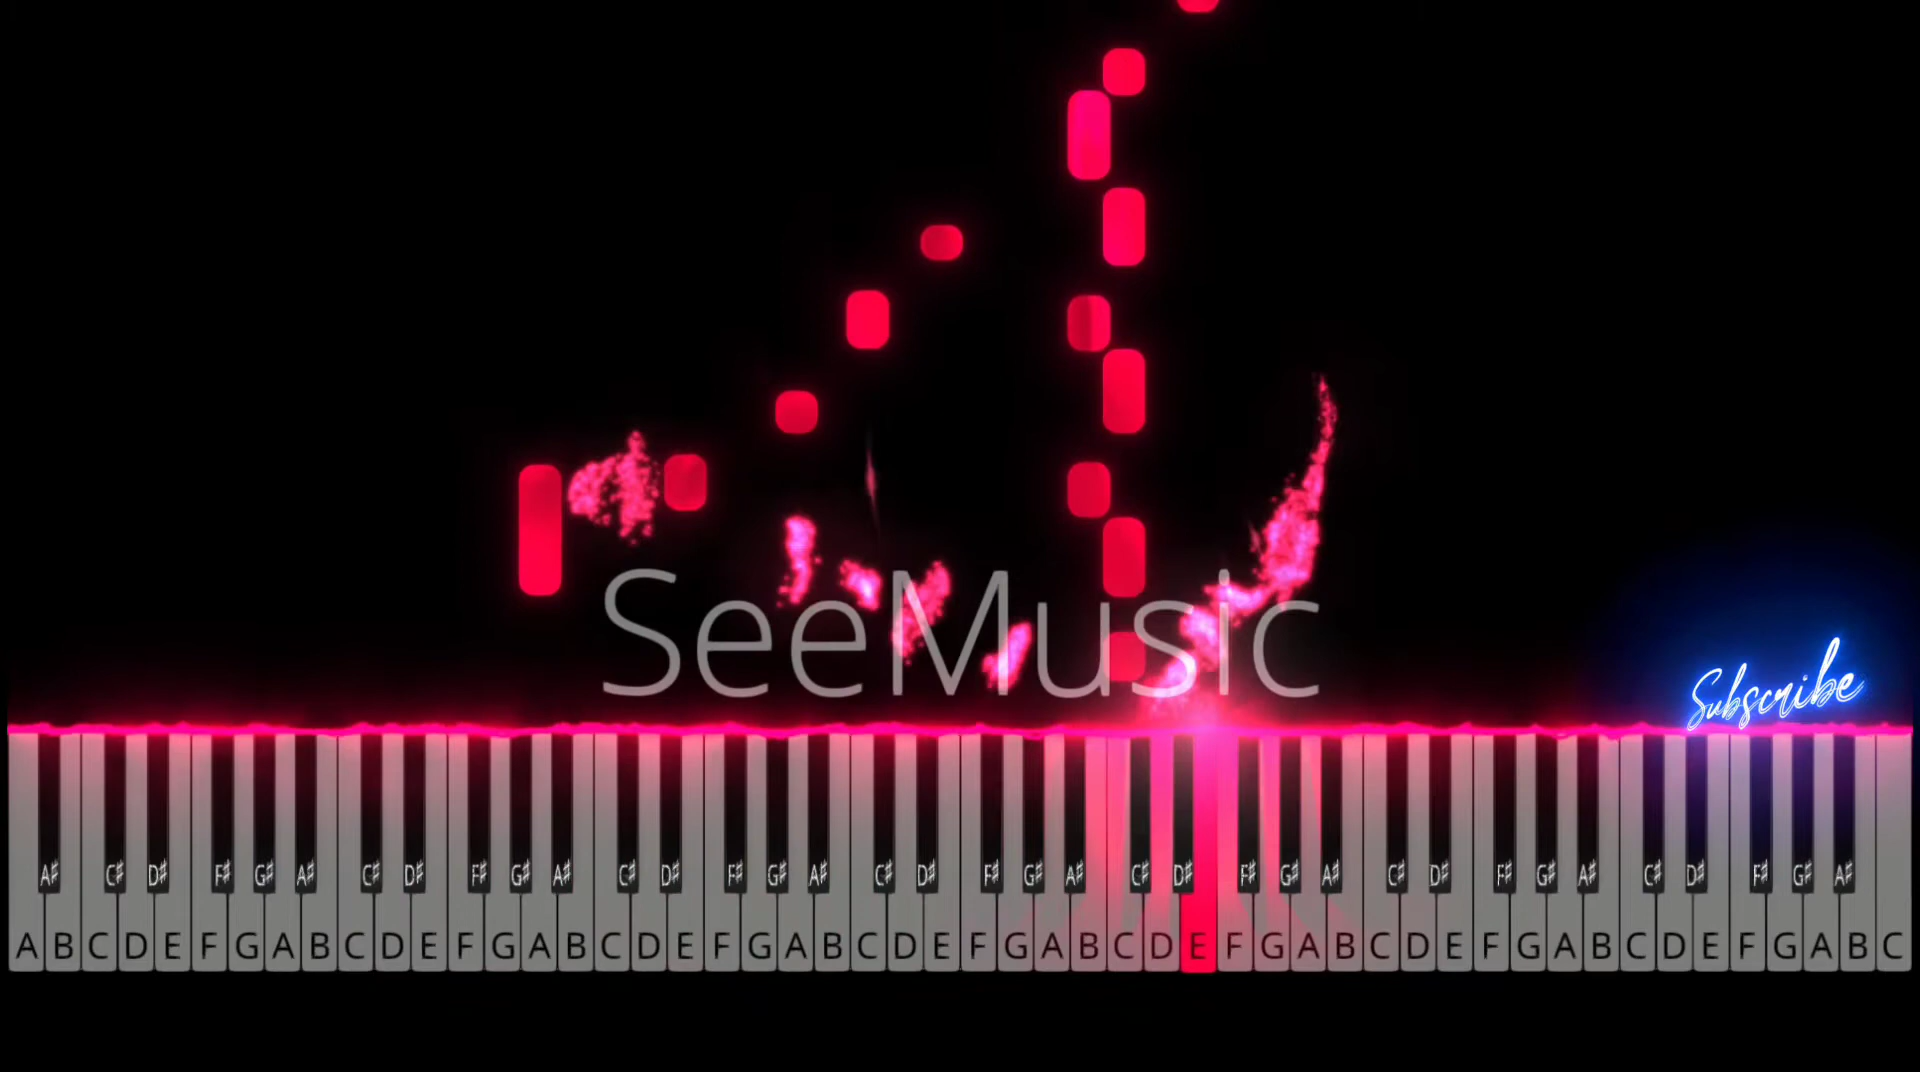 SeeMusic
Subscribe
A♯ C♯ D♯ F♯ G♯ A♯ C♯ D♯ F♯ G♯ A♯ C♯ D♯ F♯ G♯ A♯ C♯ D♯ F♯ G♯ A♯ C♯ D♯ F♯ G♯ A♯ C♯ D♯ F♯ G♯ A♯ C♯ D♯ F♯ G♯ A♯
A B C D E F G A B C D E F G A B C D E F G A B C D E F G A B C D E F G A B C D E F G A B C D E F G A B C